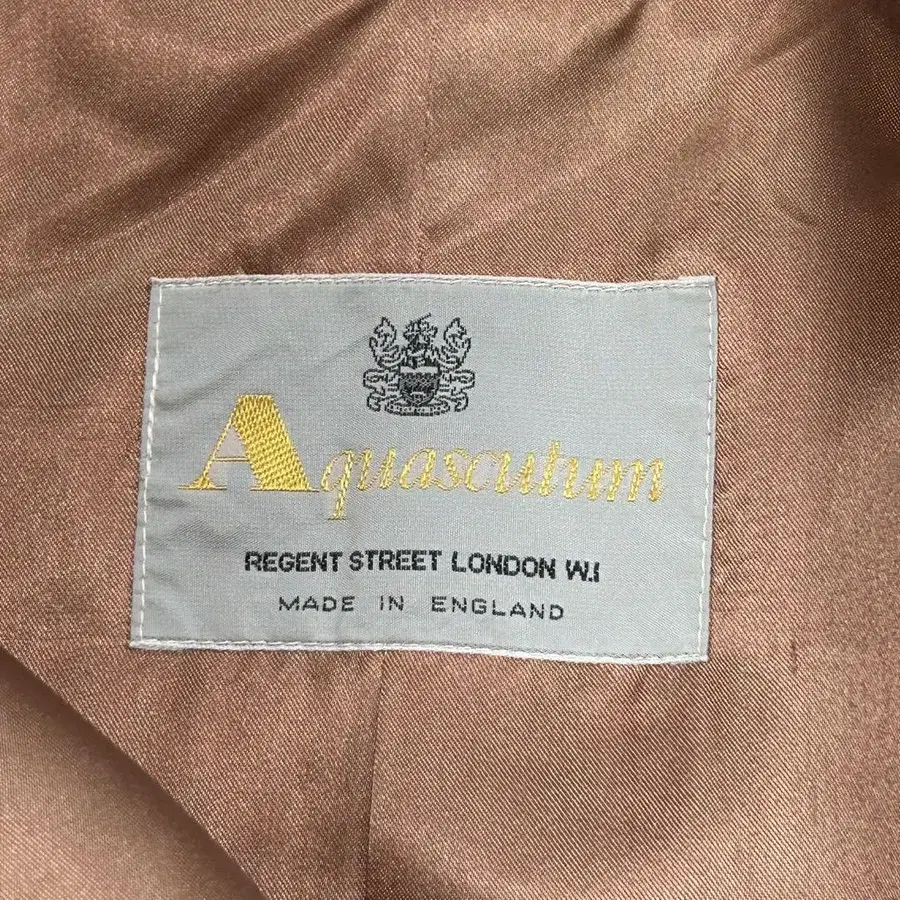 Aquascutum
REGENT STREET LONDON W.1
MADE IN ENGLAND